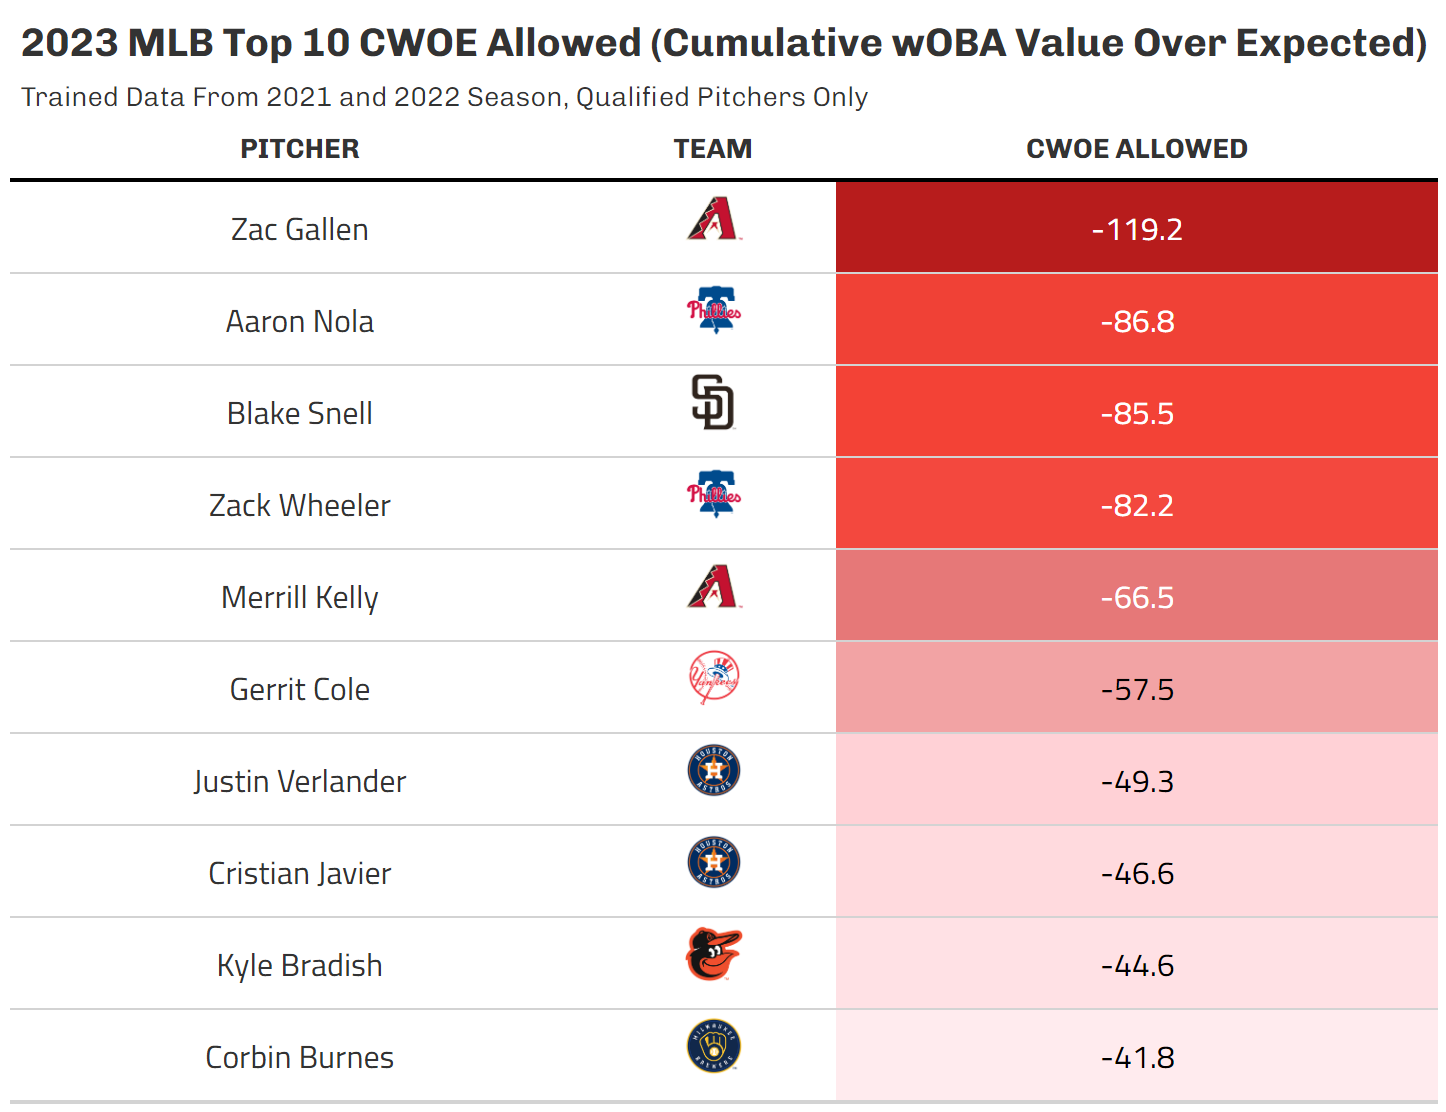 2023 MLB Top 10 CWOE Allowed (Cumulative wOBA Value Over Expected)
Trained Data From 2021 and 2022 Season, Qualified Pitchers Only
PITCHER TEAM CWOE ALLOWED
Zac Gallen A -119.2
Aaron Nola Phillies -86.8
Blake Snell SD -85.5
Zack Wheeler Phillies -82.2
Merrill Kelly A -66.5
Gerrit Cole Yankees -57.5
Justin Verlander HOUSTON H ASTROS -49.3
Cristian Javier HOUSTON H ASTROS -46.6
Kyle Bradish -44.6
Corbin Burnes MILWAUKEE BREWERS -41.8